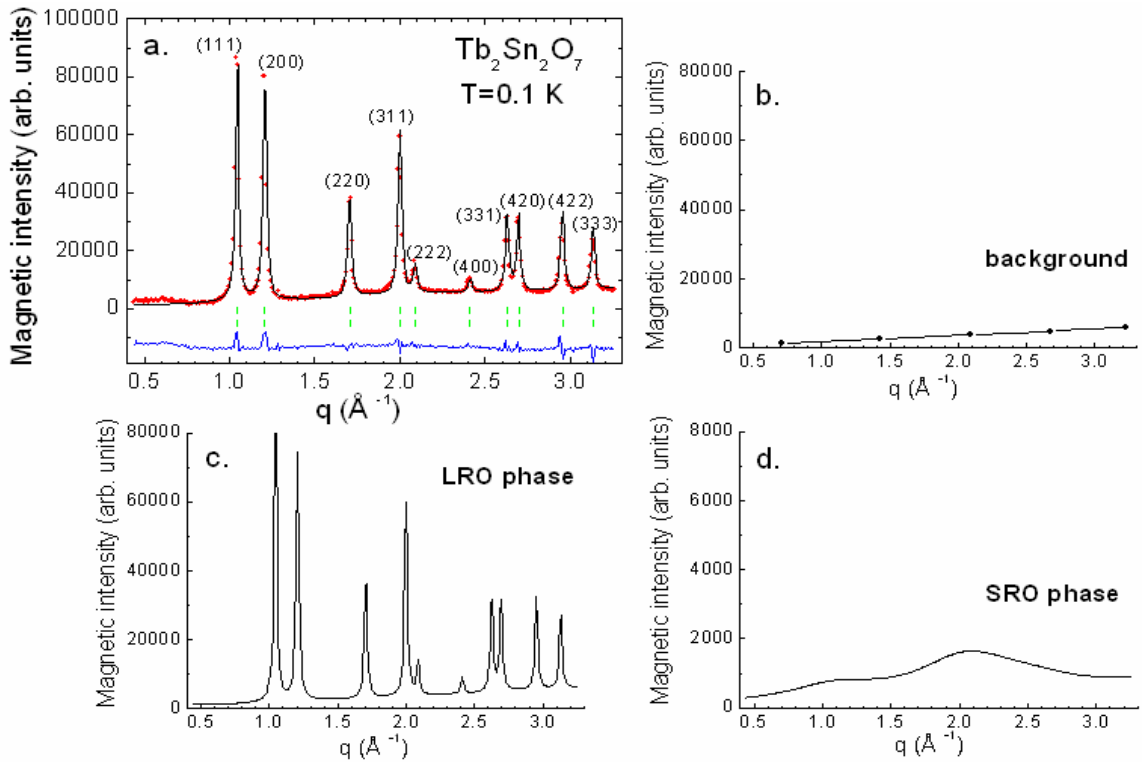 a.
Tb₂Sn₂O₇
T=0.1 K
(111)
(200)
(220)
(311)
(222)
(400)
(331)
(420)
(422)
(333)
Magnetic intensity (arb. units)
100000
80000
60000
40000
20000
0
0.5 1.0 1.5 2.0 2.5 3.0
q (Å⁻¹)
b.
background
Magnetic intensity (arb. units)
80000
60000
40000
20000
0
0.5 1.0 1.5 2.0 2.5 3.0
q (Å⁻¹)
c.
LRO phase
Magnetic intensity (arb. units)
80000
60000
40000
20000
0
0.5 1.0 1.5 2.0 2.5 3.0
q (Å⁻¹)
d.
SRO phase
Magnetic intensity (arb. units)
8000
6000
4000
2000
0
0.5 1.0 1.5 2.0 2.5 3.0
q (Å⁻¹)